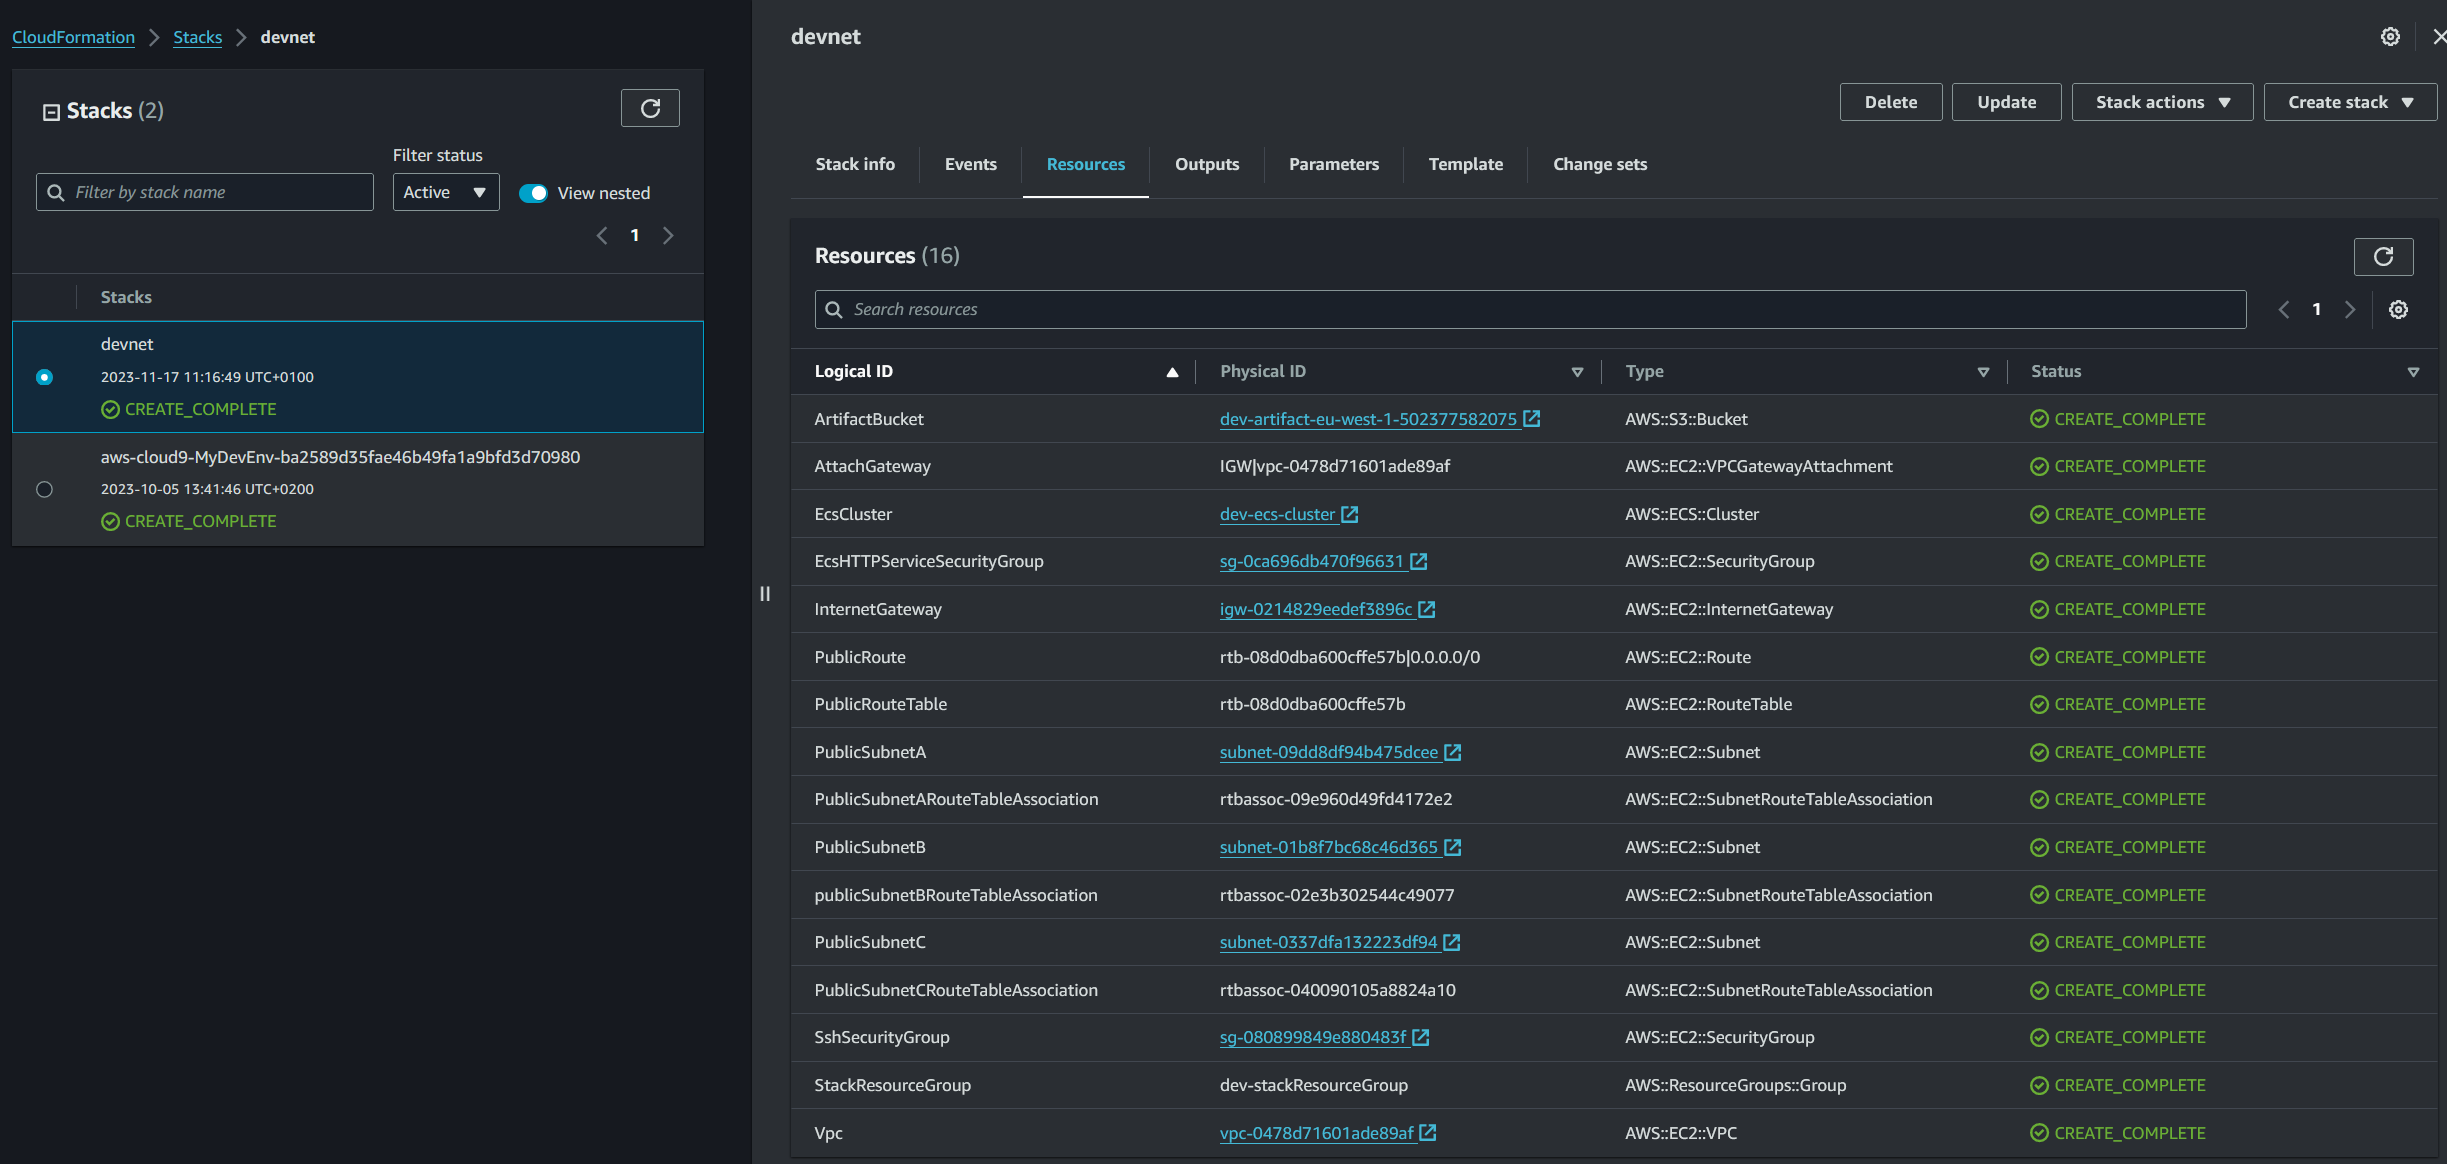 CloudFormation > Stacks > devnet
Stacks (2)
Filter status
Filter by stack name
Active
View nested
1
Stacks
devnet
2023-11-17 11:16:49 UTC+0100
CREATE_COMPLETE
aws-cloud9-MyDevEnv-ba2589d35fae46b49fa1a9bfd3d70980
2023-10-05 13:41:46 UTC+0200
CREATE_COMPLETE
devnet
Delete Update Stack actions Create stack
Stack info Events Resources Outputs Parameters Template Change sets
Resources (16)
Search resources 1
Logical ID Physical ID Type Status
ArtifactBucket dev-artifact-eu-west-1-502377582075 AWS::S3::Bucket CREATE_COMPLETE
AttachGateway IGW|vpc-0478d71601ade89af AWS::EC2::VPCGatewayAttachment CREATE_COMPLETE
EcsCluster dev-ecs-cluster AWS::ECS::Cluster CREATE_COMPLETE
EcsHTTPServiceSecurityGroup sg-0ca696db470f96631 AWS::EC2::SecurityGroup CREATE_COMPLETE
InternetGateway igw-0214829eedef3896c AWS::EC2::InternetGateway CREATE_COMPLETE
PublicRoute rtb-08d0dba600cffe57b|0.0.0.0/0 AWS::EC2::Route CREATE_COMPLETE
PublicRouteTable rtb-08d0dba600cffe57b AWS::EC2::RouteTable CREATE_COMPLETE
PublicSubnetA subnet-09dd8df94b475dcee AWS::EC2::Subnet CREATE_COMPLETE
PublicSubnetARouteTableAssociation rtbassoc-09e960d49fd4172e2 AWS::EC2::SubnetRouteTableAssociation CREATE_COMPLETE
PublicSubnetB subnet-01b8f7bc68c46d365 AWS::EC2::Subnet CREATE_COMPLETE
publicSubnetBRouteTableAssociation rtbassoc-02e3b302544c49077 AWS::EC2::SubnetRouteTableAssociation CREATE_COMPLETE
PublicSubnetC subnet-0337dfa132223df94 AWS::EC2::Subnet CREATE_COMPLETE
PublicSubnetCRouteTableAssociation rtbassoc-040090105a8824a10 AWS::EC2::SubnetRouteTableAssociation CREATE_COMPLETE
SshSecurityGroup sg-080899849e880483f AWS::EC2::SecurityGroup CREATE_COMPLETE
StackResourceGroup dev-stackResourceGroup AWS::ResourceGroups::Group CREATE_COMPLETE
Vpc vpc-0478d71601ade89af AWS::EC2::VPC CREATE_COMPLETE